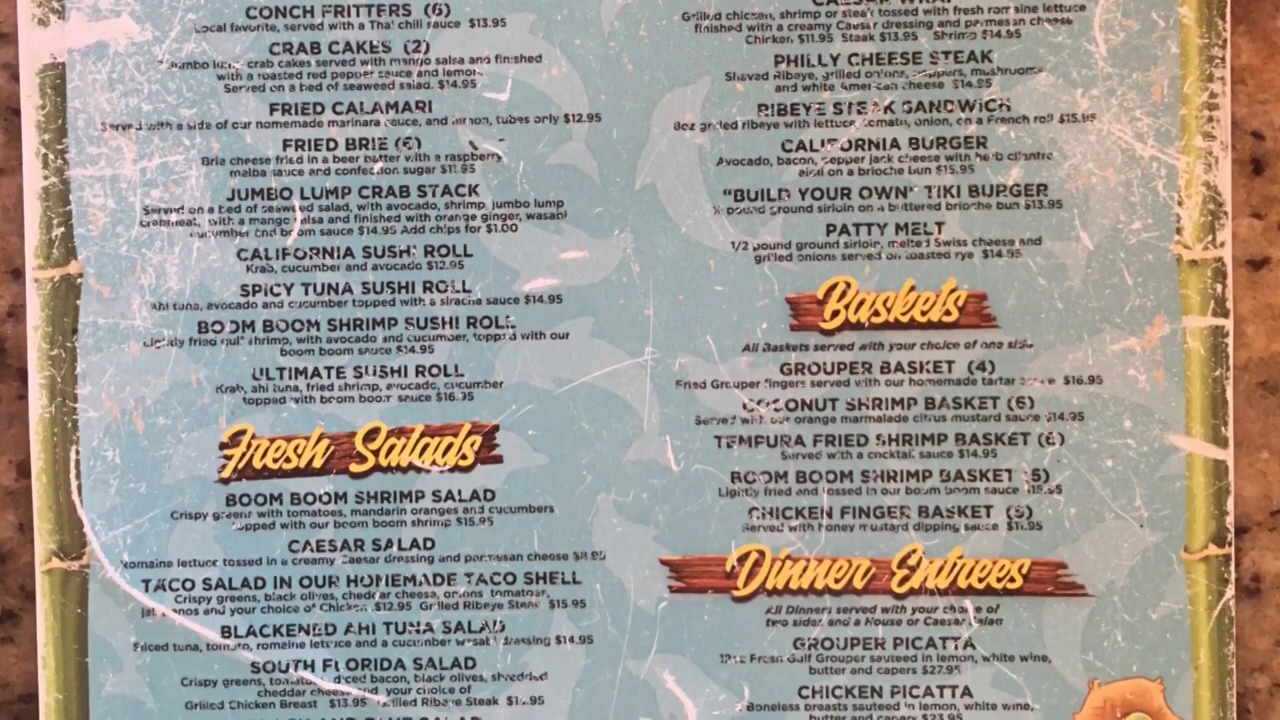 CONCH FRITTERS (6)
Local favorite, served with a Thai chili sauce $13.95
CRAB CAKES (2)
Jumbo lump crab cakes served with mango salsa and finished
with a roasted red pepper sauce and lemon.
Served on a bed of seaweed salad. $14.95
FRIED CALAMARI
Served with a side of our homemade marinara sauce, and lemon, tubes only $12.95
FRIED BRIE (6)
Brie cheese fried in a beer batter with a raspberry
melba sauce and confection sugar $11.95
JUMBO LUMP CRAB STACK
Served on a bed of seaweed salad, with avocado, shrimp, jumbo lump
crabmeat, with a mango salsa and finished with orange ginger, wasabi
cucumber and boom sauce $14.95 Add chips for $1.00
CALIFORNIA SUSHI ROLL
Krab, cucumber and avocado $12.95
SPICY TUNA SUSHI ROLL
Ahi tuna, avocado and cucumber topped with a siracha sauce $14.95
BOOM BOOM SHRIMP SUSHI ROLL
Lightly fried gulf shrimp, with avocado and cucumber, topped with our
boom boom sauce $14.95
ULTIMATE SUSHI ROLL
Krab, ahi tuna, fried shrimp, avocado, cucumber
topped with boom boom sauce $16.95
Fresh Salads
BOOM BOOM SHRIMP SALAD
Crispy greens with tomatoes, mandarin oranges and cucumbers
topped with our boom boom shrimp $15.95
CAESAR SALAD
Romaine lettuce tossed in a creamy Caesar dressing and parmesan cheese
TACO SALAD IN OUR HOMEMADE TACO SHELL
Crispy greens, black olives, cheddar cheese, onions, tomatoes,
jalapenos and your choice of Chicken $12.95 Grilled Ribeye Steak $15.95
BLACKENED AHI TUNA SALAD
Sliced tuna, tomato, romaine lettuce and a cucumber wasabi dressing $14.95
SOUTH FLORIDA SALAD
Crispy greens, tomatoes, diced bacon, black olives, shredded
cheddar cheese and your choice of
Grilled Chicken Breast $13.95 Grilled Ribeye Steak
CAESAR WRAP
Grilled chicken, shrimp or steak tossed with fresh romaine lettuce
finished with a creamy Caesar dressing and parmesan cheese
Chicken $11.95 Steak $13.95 Shrimp $14.95
PHILLY CHEESE STEAK
Shaved Ribeye, grilled onions, peppers, mushrooms
and white American cheese $14.95
RIBEYE STEAK SANDWICH
8oz grilled ribeye with lettuce, tomato, onion, on a French roll $15.95
CALIFORNIA BURGER
Avocado, bacon, pepper jack cheese with herb cilantro
aioli on a brioche bun $15.95
"BUILD YOUR OWN" TIKI BURGER
pound ground sirloin on a buttered brioche bun $13.95
PATTY MELT
1/2 pound ground sirloin, melted Swiss cheese and
grilled onions served on toasted rye $14.95
Baskets
All Baskets served with your choice of one side
GROUPER BASKET (4)
Fried Grouper fingers served with our homemade tartar sauce $16.95
COCONUT SHRIMP BASKET (6)
Served with our orange marmalade citrus mustard sauce $14.95
TEMPURA FRIED SHRIMP BASKET (6)
Served with a cocktail sauce $14.95
BOOM BOOM SHRIMP BASKET (5)
Lightly fried and tossed in our boom boom sauce $15.95
CHICKEN FINGER BASKET (5)
Served with honey mustard dipping sauce $11.95
Dinner Entrees
All Dinners served with your choice of
two sides and a House or Caesar Salad
GROUPER PICATTA
Fresh Gulf Grouper sauteed in lemon, white wine,
butter and capers $27.95
CHICKEN PICATTA
Boneless breasts sauteed in lemon, white wine,
butter and capers $23.95